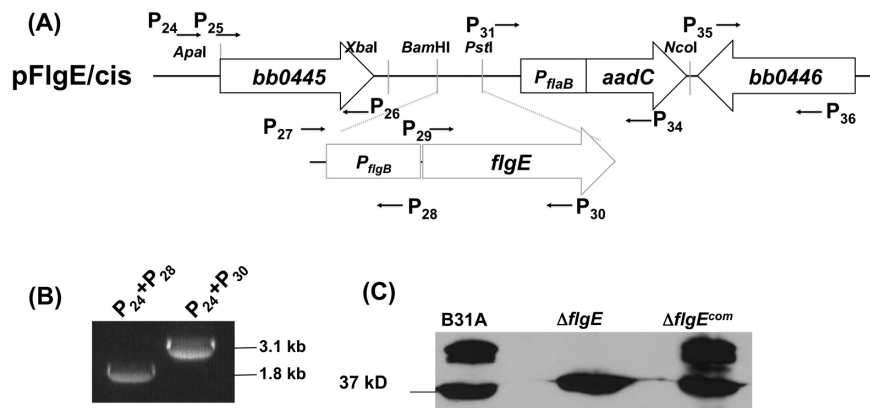 (A)
P24 P25 P31 P35
ApaI XbaI BamHI PstI NcoI
pFlgE/cis bb0445 PflaB aadC bb0446
P26 P34 P36
P27 P29
PflgB flgE
P28 P30
(B) P24+P28 P24+P30
3.1 kb
1.8 kb
(C)
B31A ΔflgE ΔflgEcom
37 kD